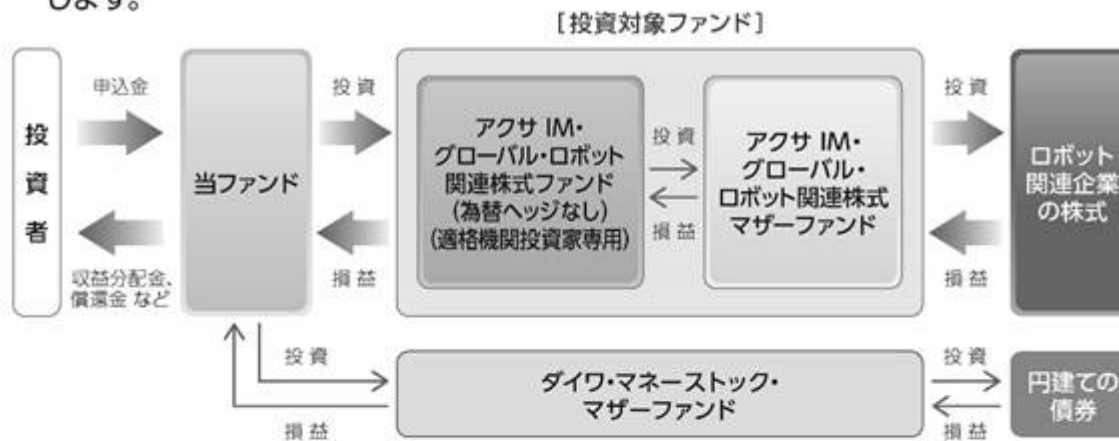 します。
[投資対象ファンド]
投資者
申込金
収益分配金、
償還金 など
当ファンド
投資
損益
アクサ IM・
グローバル・ロボット
関連株式ファンド
(為替ヘッジなし)
(適格機関投資家専用)
投資
損益
アクサ IM・
グローバル・
ロボット関連株式
マザーファンド
投資
損益
ロボット
関連企業
の株式
投資
損益
ダイワ・マネーストック・
マザーファンド
投資
損益
円建ての
債券